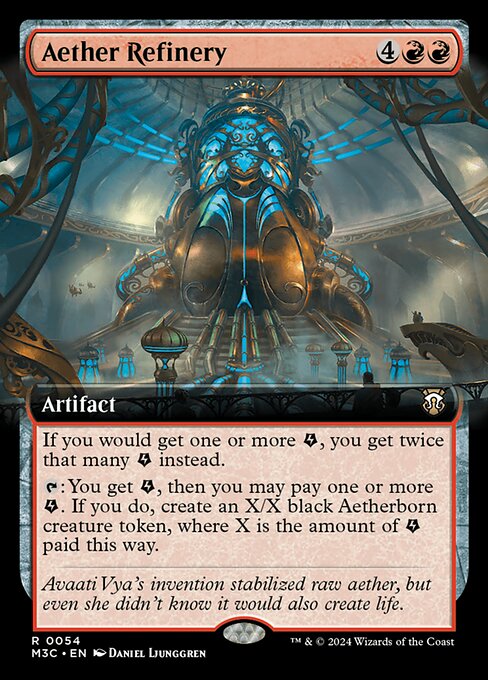 Aether Refinery 4
Artifact
If you would get one or more , you get twice
that many instead.
:You get , then you may pay one or more
. If you do, create an X/X black Aetherborn
creature token, where X is the amount of
paid this way.
Avaati Vya's invention stabilized raw aether, but
even she didn't know it would also create life.
R 0054
M3C • EN Daniel Ljunggren
™ & © 2024 Wizards of the Coast